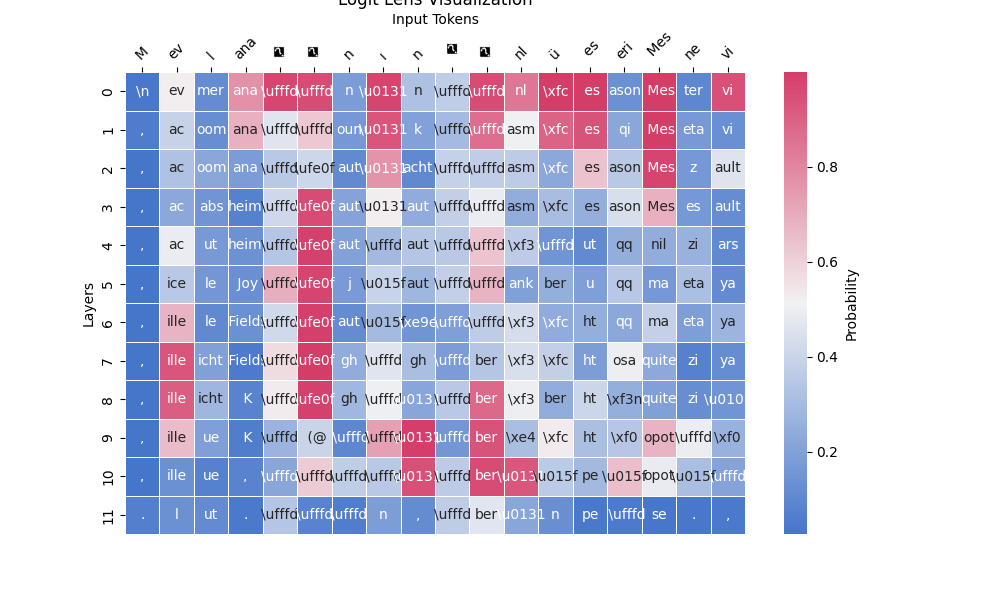 Logit Lens Visualization
Input Tokens
M ev l ana � � n ı n � � nl ü es eri Mes ne vi
0 \n ev mer ana \ufffd \ufffd n \u0131 n \ufffd \ufffd nl \xfc es ason Mes ter vi
1 , ac oom ana \ufffd \ufffd oun \u0131 k \ufffd \ufffd asm \xfc es qi Mes eta vi
2 , ac oom ana \ufffd \ufe0f aut \u0131 acht \ufffd \ufffd asm \xfc es ason Mes z ault
3 , ac abs heim \ufffd \ufe0f aut \u0131 aut \ufffd \ufffd asm \xfc es ason Mes es ault
4 , ac ut heim \ufffd \ufe0f aut \ufffd aut \ufffd \ufffd \xf3 \ufffd ut qq nil zi ars
5 , ice le Joy \ufffd \ufe0f j \u015f aut \ufffd \ufffd ank ber u qq ma eta ya
6 , ille le Field \ufffd \ufe0f aut \u015f \xe9e \ufffd \ufffd \xf3 \xfc ht qq ma eta ya
7 , ille icht Field \ufffd \ufe0f gh \ufffd gh \ufffd ber \xf3 \xfc ht osa quite zi ya
8 , ille icht K \ufffd \ufe0f gh \ufffd \u013 \ufffd ber \xf3 ber ht \xf3n quite zi \u010
9 , ille ue K \ufffd (@ \ufffd \ufffd \u0131 \ufffd ber \xe4 \xfc ht \xf0 opot \ufffd \xf0
10 , ille ue , \ufffd \ufffd \ufffd \ufffd \u013 \ufffd ber \u013 \u015f pe \u015f opot \u015f \ufffd
11 . l ut . \ufffd \ufffd \ufffd n , \ufffd ber \u0131 n pe \ufffd se . ,
Layers
0.8
0.6
0.4
0.2
Probability